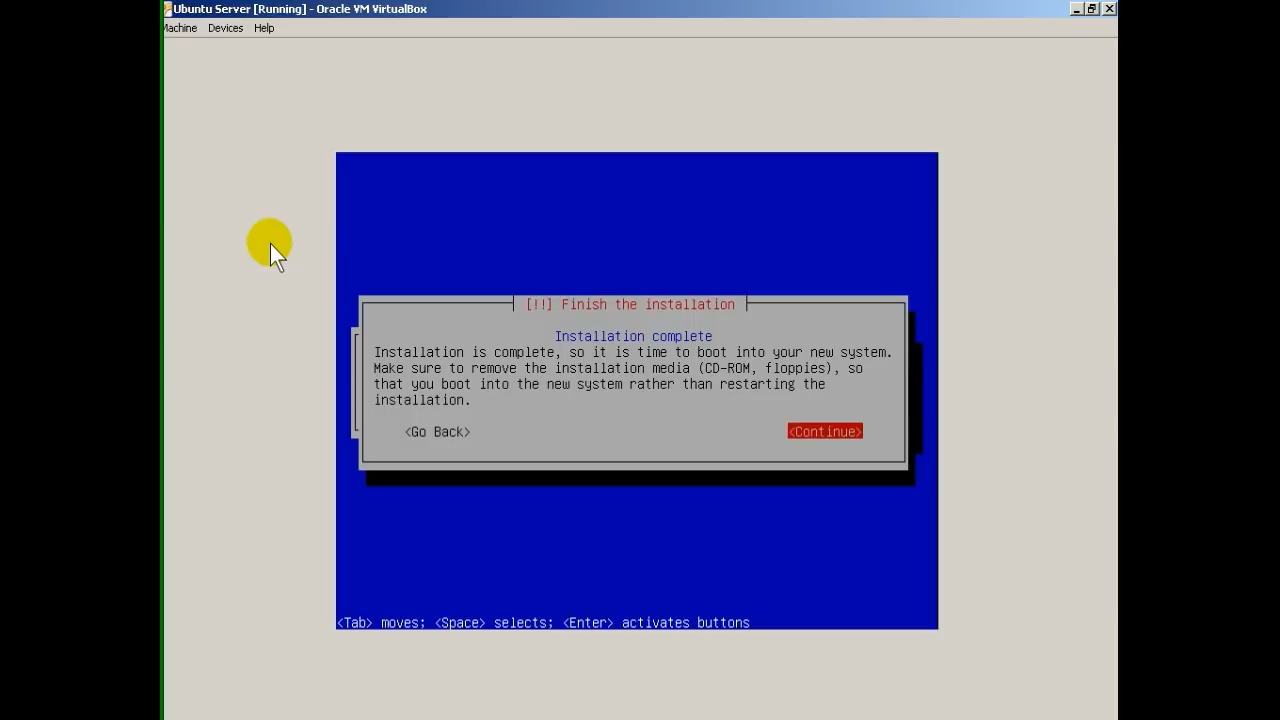 Ubuntu Server [Running] - Oracle VM VirtualBox
Machine Devices Help
[!!] Finish the installation
Installation complete
Installation is complete, so it is time to boot into your new system.
Make sure to remove the installation media (CD-ROM, floppies), so
that you boot into the new system rather than restarting the
installation.
<Go Back> <Continue>
<Tab> moves; <Space> selects; <Enter> activates buttons